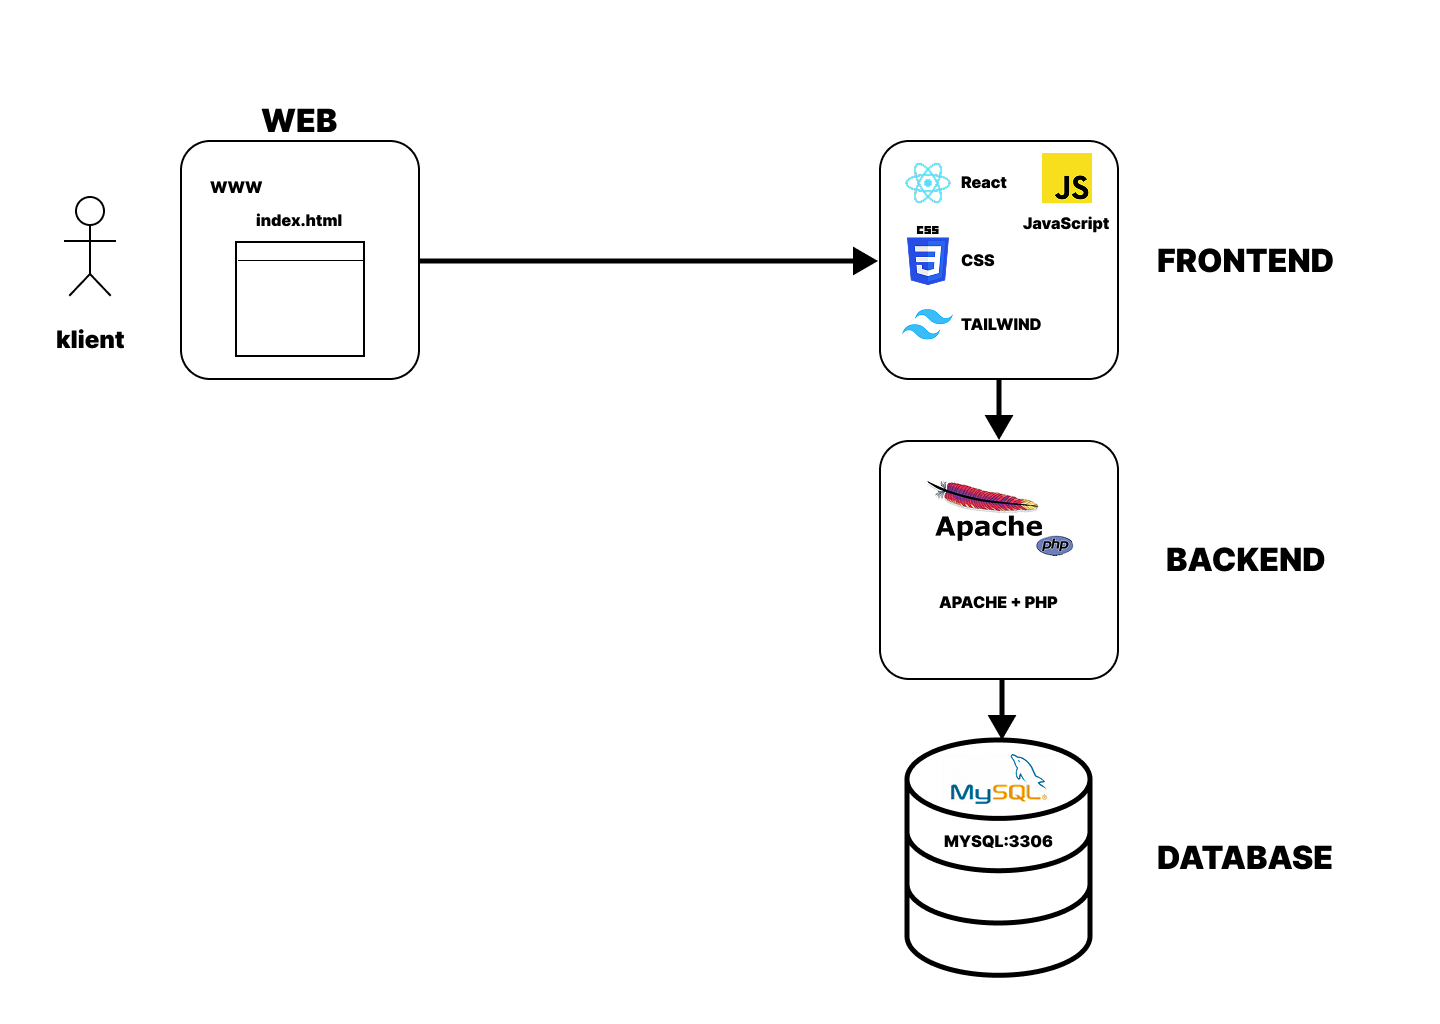 WEB
www
index.html
klient
React
JS
JavaScript
CSS
CSS
TAILWIND
FRONTEND
Apache
php
APACHE + PHP
BACKEND
MySQL®
MYSQL:3306
DATABASE